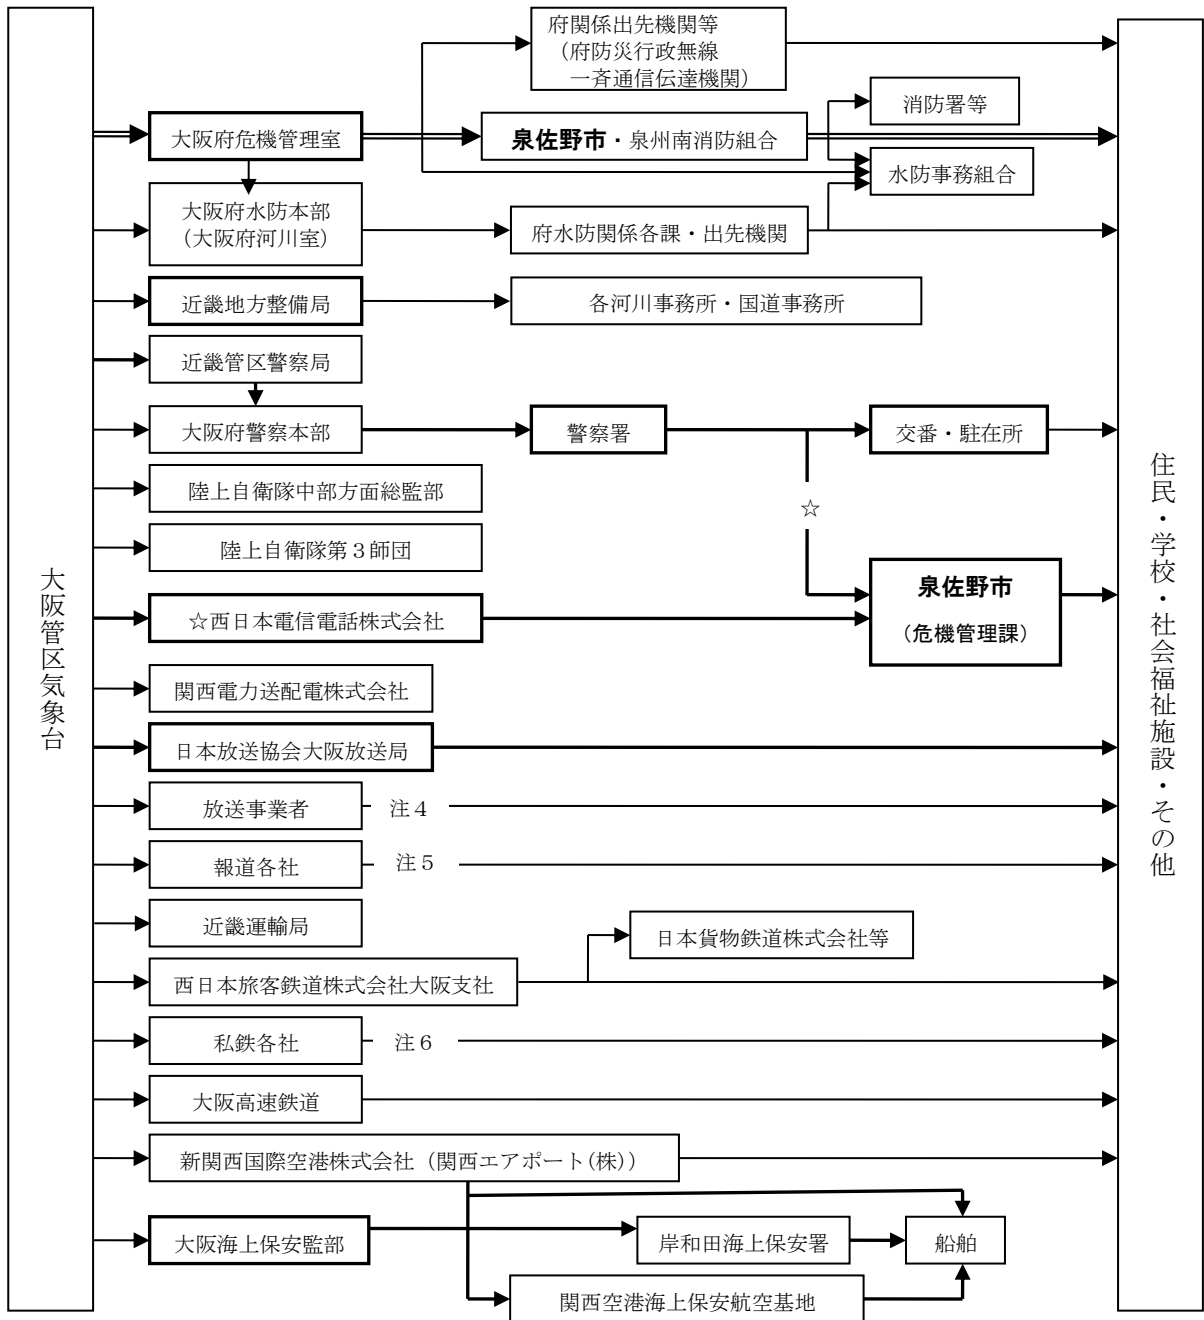 府関係出先機関等
（府防災行政無線
一斉通信伝達機関）
消防署等
大阪府危機管理室
泉佐野市・泉州南消防組合
水防事務組合
大阪府水防本部
（大阪府河川室）
府水防関係各課・出先機関
近畿地方整備局
各河川事務所・国道事務所
近畿管区警察局
大阪府警察本部
警察署
交番・駐在所
陸上自衛隊中部方面総監部
☆
陸上自衛隊第３師団
大阪管区気象台
住民・学校・社会福祉施設・その他
泉佐野市
（危機管理課）
☆西日本電信電話株式会社
関西電力送配電株式会社
日本放送協会大阪放送局
放送事業者
注４
報道各社
注５
近畿運輸局
日本貨物鉄道株式会社等
西日本旅客鉄道株式会社大阪支社
私鉄各社
注６
大阪高速鉄道
新関西国際空港株式会社（関西エアポート(株)）
大阪海上保安監部
岸和田海上保安署
船舶
関西空港海上保安航空基地